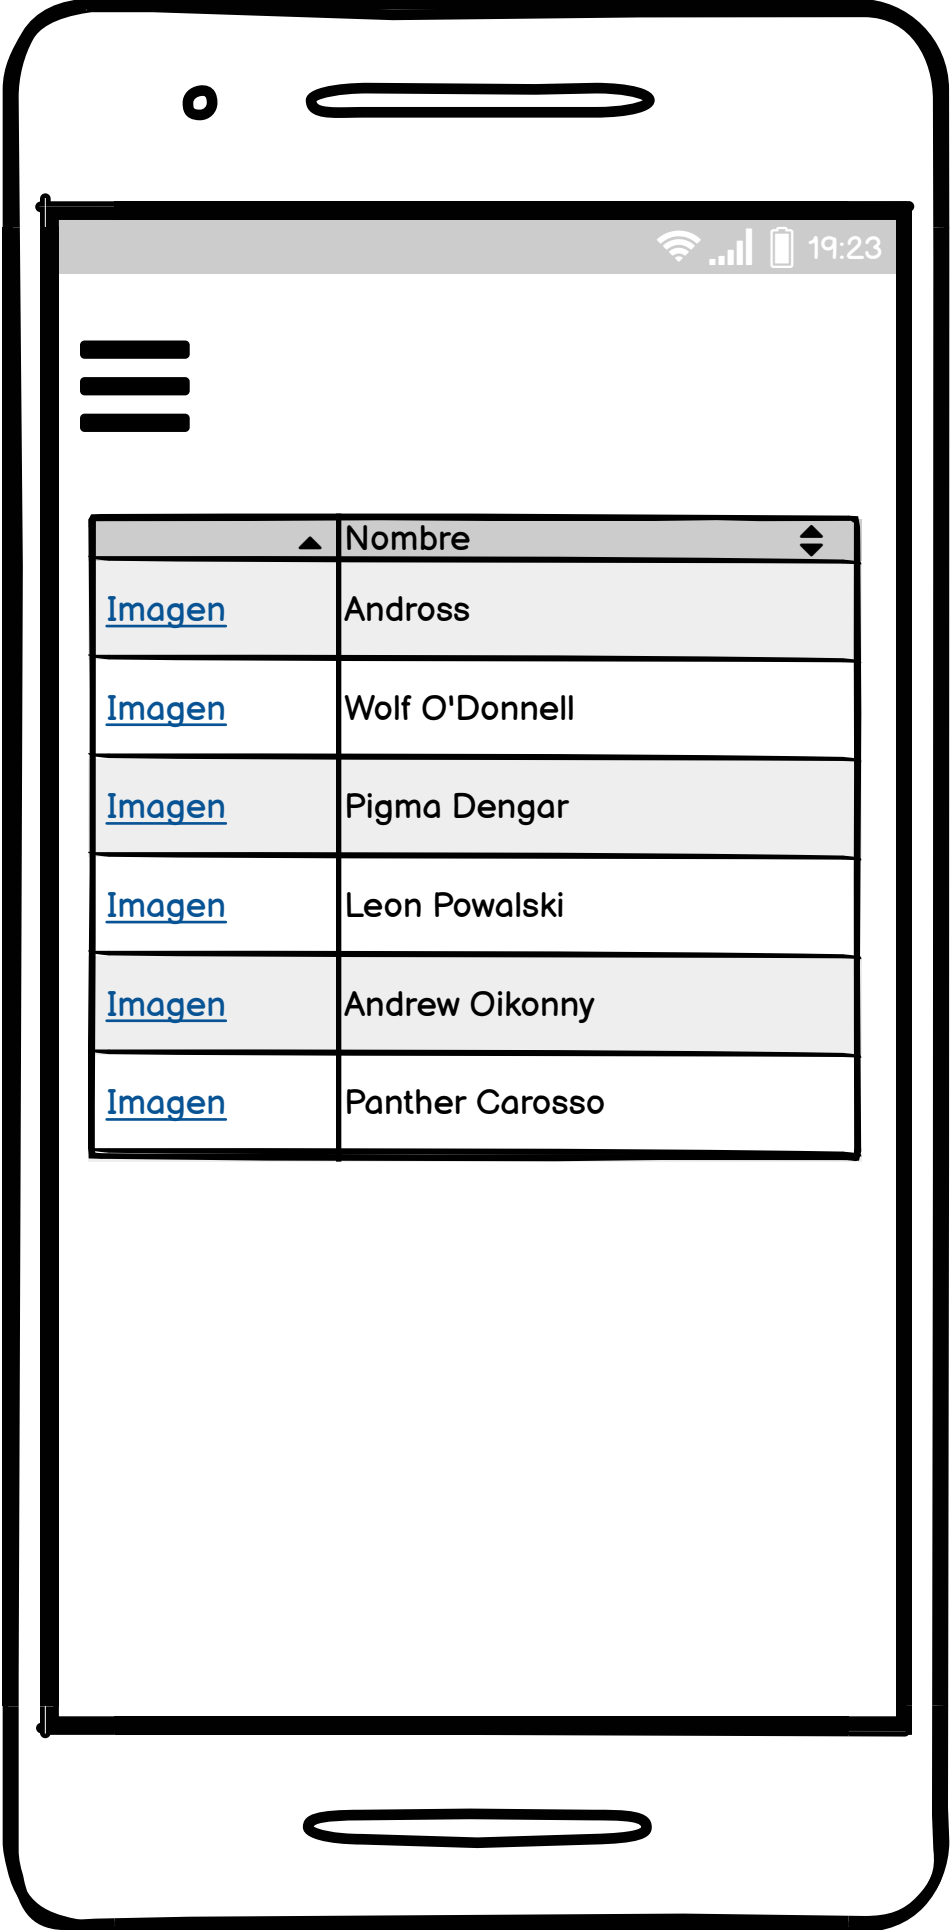 19:23
Nombre
Imagen Andross
Imagen Wolf O'Donnell
Imagen Pigma Dengar
Imagen Leon Powalski
Imagen Andrew Oikonny
Imagen Panther Carosso